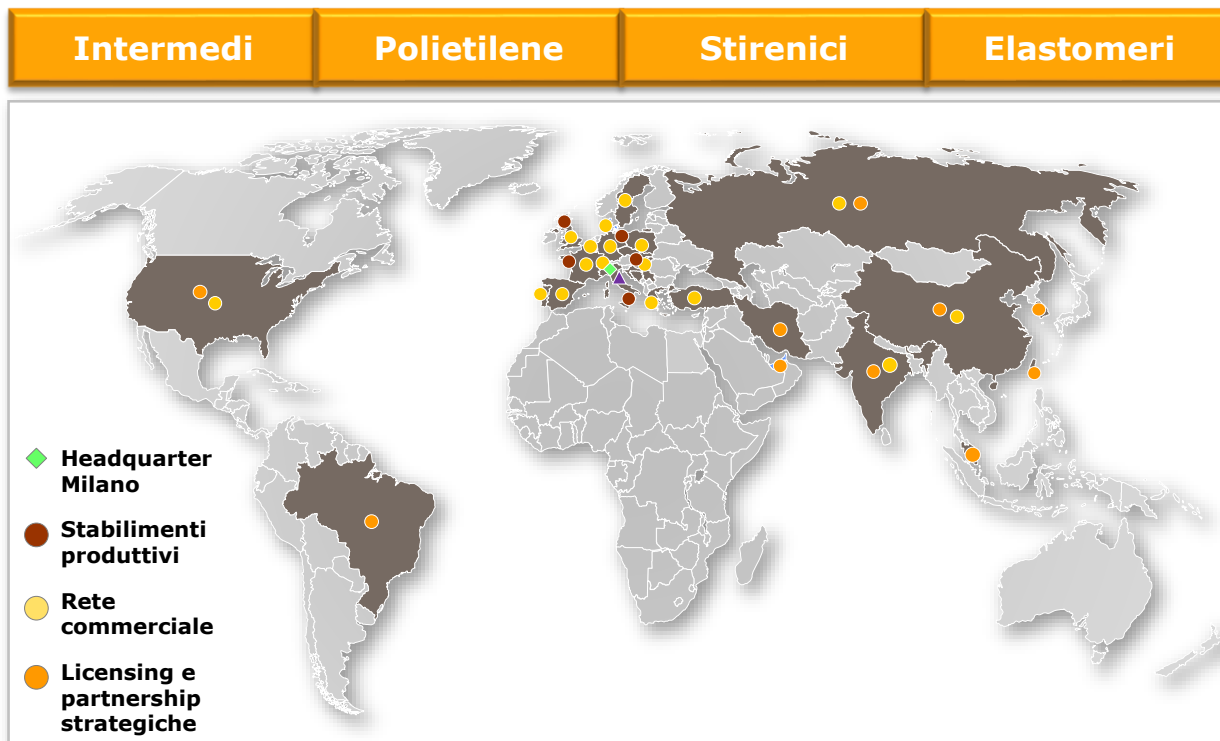 Intermedi
Polietilene
Stirenici
Elastomeri
Headquarter
Milano
Stabilimenti
produttivi
Rete
commerciale
Licensing e
partnership
strategiche